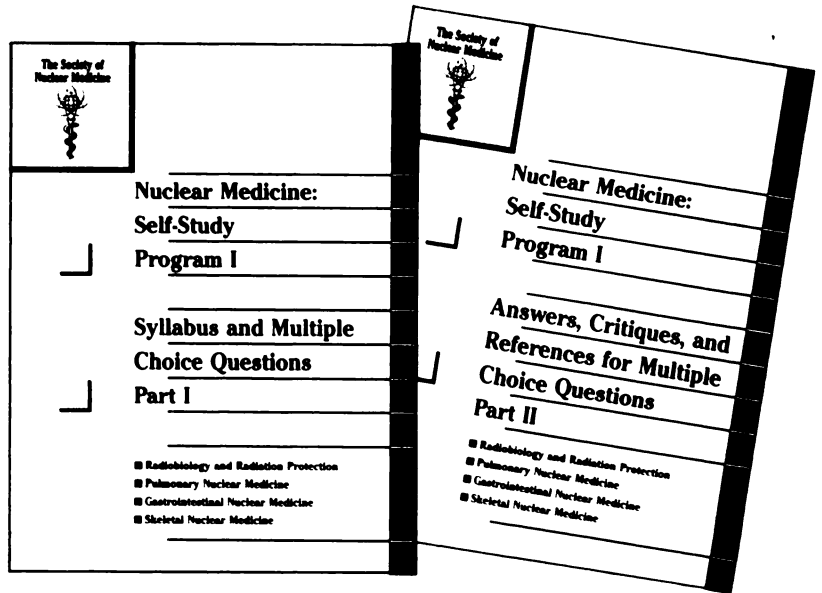 The Society of
Nuclear Medicine
Nuclear Medicine:
Self-Study
Program I
Syllabus and Multiple
Choice Questions
Part I
Radiobiology and Radiation Protection
Pulmonary Nuclear Medicine
Gastrointestinal Nuclear Medicine
Skeletal Nuclear Medicine
The Society of
Nuclear Medicine
Nuclear Medicine:
Self-Study
Program I
Answers, Critiques, and
References for Multiple
Choice Questions
Part II
Radiobiology and Radiation Protection
Pulmonary Nuclear Medicine
Gastrointestinal Nuclear Medicine
Skeletal Nuclear Medicine